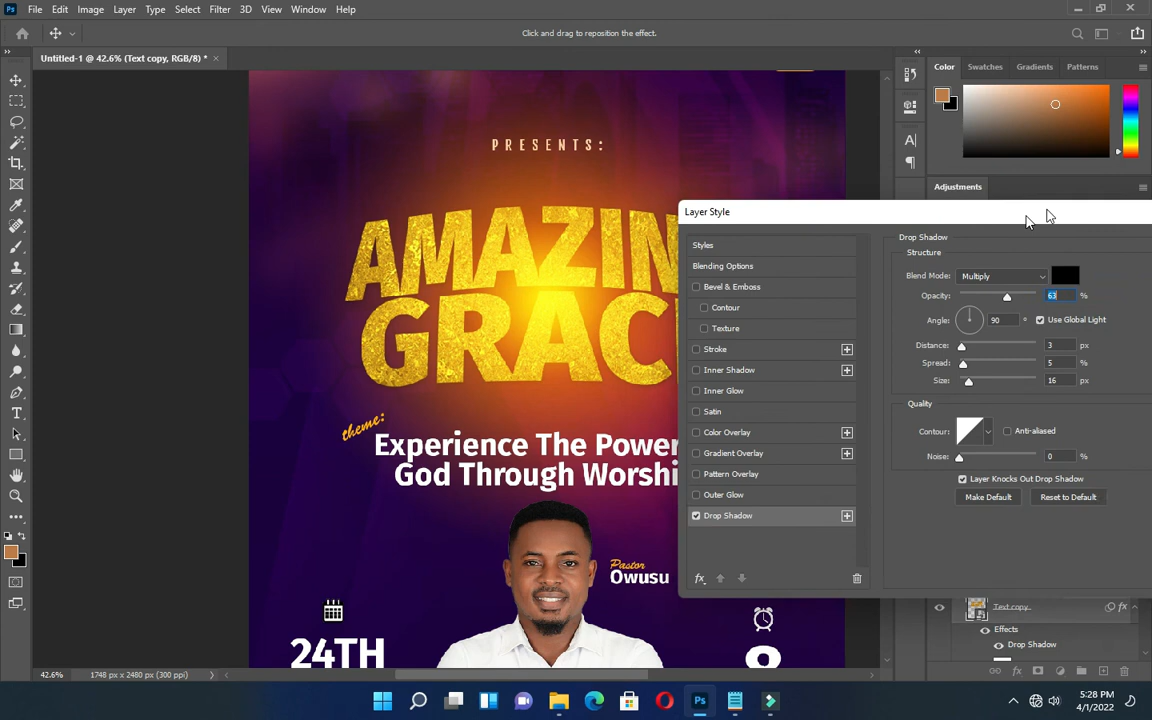 Ps File Edit Image Layer Type Select Filter 3D View Window Help
Click and drag to reposition the effect.
Untitled-1 @ 42.6% (Text copy, RGB/8) * ×
Color Swatches Gradients Patterns
Adjustments
PRESENTS:
AMAZIN
GRAC
theme:
Experience The Power
God Through Worshi
Pastor
Owusu
24TH
8
Layer Style
Styles
Blending Options
Bevel & Emboss
Contour
Texture
Stroke
Inner Shadow
Inner Glow
Satin
Color Overlay
Gradient Overlay
Pattern Overlay
Outer Glow
Drop Shadow
fx
Drop Shadow
Structure
Blend Mode: Multiply
Opacity: 63 %
Angle: 90 ° Use Global Light
Distance: 3 px
Spread: 5 %
Size: 16 px
Quality
Contour: Anti-aliased
Noise: 0 %
Layer Knocks Out Drop Shadow
Make Default Reset to Default
Text copy fx
Effects
Drop Shadow
fx
42.6% 1748 px x 2480 px (300 ppi)
Ps
5:28 PM
4/1/2022